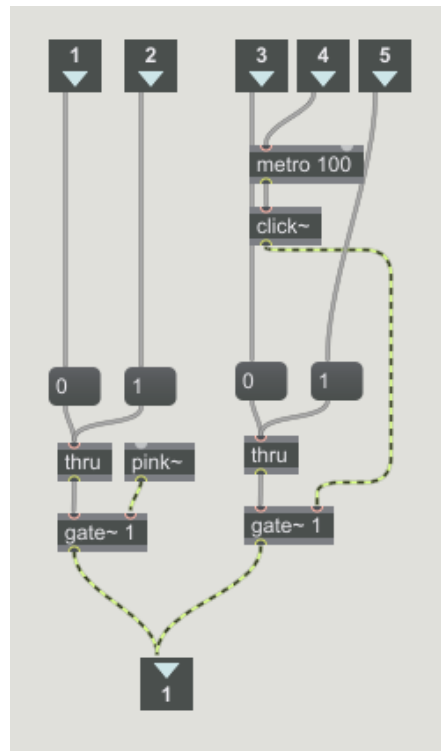 1 2 3 4 5
metro 100
click~
0 1 0 1
thru pink~ thru
gate~ 1 gate~ 1
1